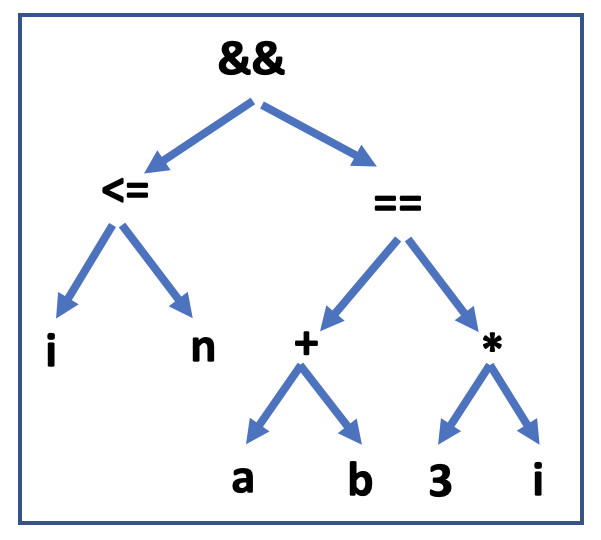 &&
<=
==
i
n
+
*
a
b
3
i